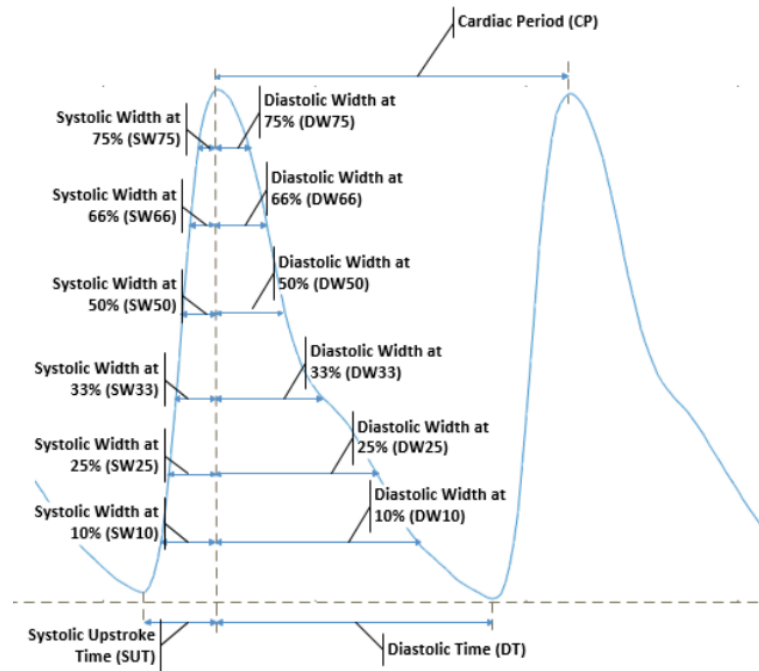 Cardiac Period (CP)
Systolic Width at
75% (SW75)
Diastolic Width at
75% (DW75)
Systolic Width at
66% (SW66)
Diastolic Width at
66% (DW66)
Systolic Width at
50% (SW50)
Diastolic Width at
50% (DW50)
Systolic Width at
33% (SW33)
Diastolic Width at
33% (DW33)
Systolic Width at
25% (SW25)
Diastolic Width at
25% (DW25)
Systolic Width at
10% (SW10)
Diastolic Width at
10% (DW10)
Systolic Upstroke
Time (SUT)
Diastolic Time (DT)